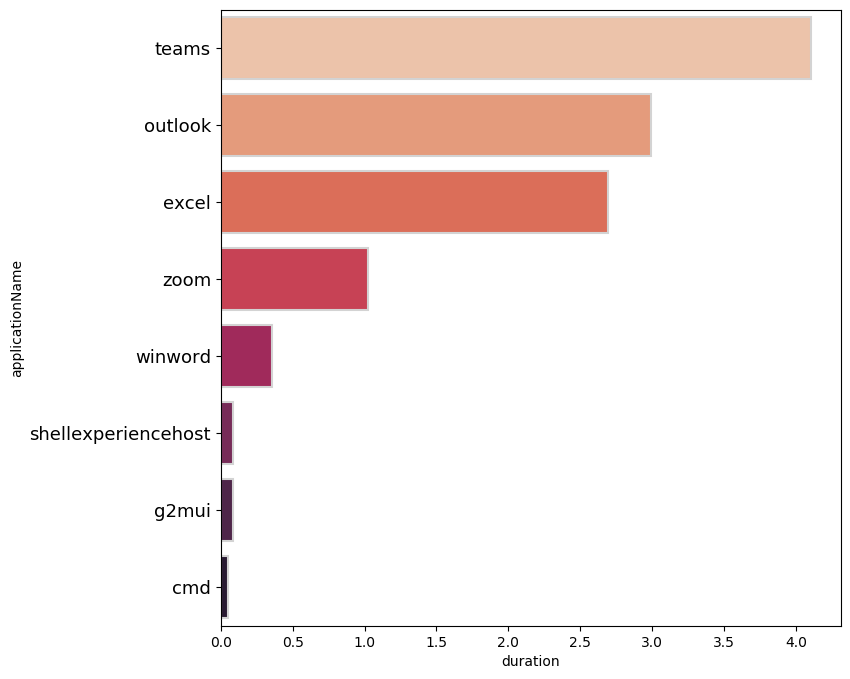 teams
outlook
excel
zoom
winword
shellexperiencehost
g2mui
cmd
applicationName
0.0 0.5 1.0 1.5 2.0 2.5 3.0 3.5 4.0
duration